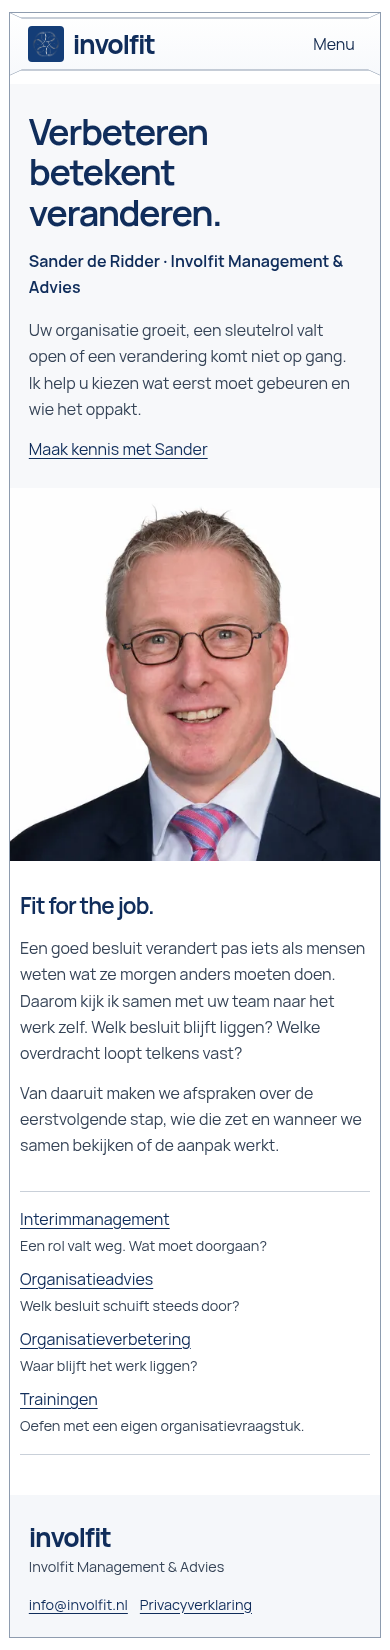 involfit
Menu
Verbeteren
betekent
veranderen.
Sander de Ridder · Involfit Management &
Advies
Uw organisatie groeit, een sleutelrol valt
open of een verandering komt niet op gang.
Ik help u kiezen wat eerst moet gebeuren en
wie het oppakt.
Maak kennis met Sander
Fit for the job.
Een goed besluit verandert pas iets als mensen
weten wat ze morgen anders moeten doen.
Daarom kijk ik samen met uw team naar het
werk zelf. Welk besluit blijft liggen? Welke
overdracht loopt telkens vast?
Van daaruit maken we afspraken over de
eerstvolgende stap, wie die zet en wanneer we
samen bekijken of de aanpak werkt.
Interimmanagement
Een rol valt weg. Wat moet doorgaan?
Organisatieadvies
Welk besluit schuift steeds door?
Organisatieverbetering
Waar blijft het werk liggen?
Trainingen
Oefen met een eigen organisatievraagstuk.
involfit
Involfit Management & Advies
info@involfit.nl Privacyverklaring